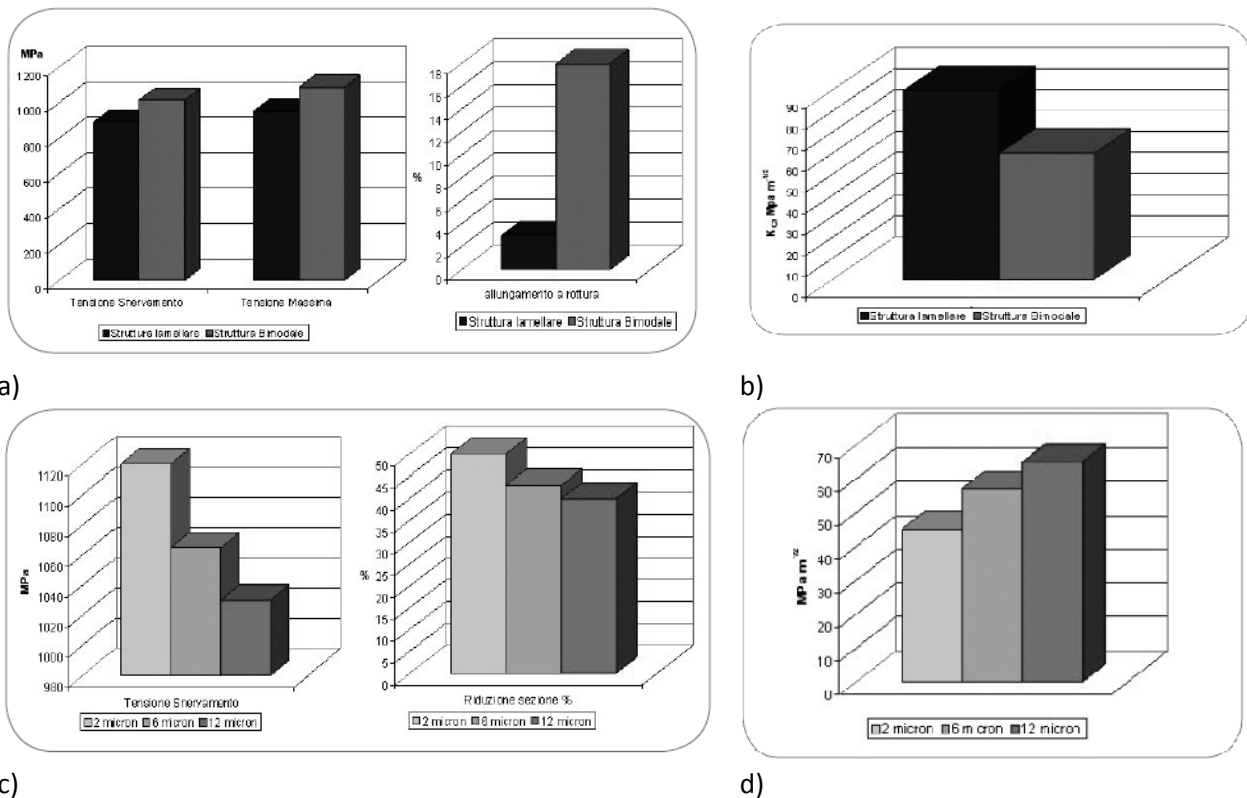 MPa
1200
1000
800
600
400
200
0
Tensione Snervamento
Tensione Massima
Struttura lamellare
Struttura Bimodale
%
18
16
14
12
10
8
6
4
2
0
allungamento a rottura
Struttura lamellare
Struttura Bimodale
a)
Mpa m
90
80
70
60
50
40
30
20
10
0
Struttura lamellare
Struttura Bimodale
b)
MPa
1120
1100
1080
1060
1040
1020
1000
980
Tensione Snervamento
2 micron
6 micron
12 micron
%
50
45
40
35
30
25
20
15
10
5
0
Riduzione sezione %
2 micron
6 micron
12 micron
c)
MPa m
70
60
50
40
30
20
10
0
2 micron
6 micron
12 micron
d)